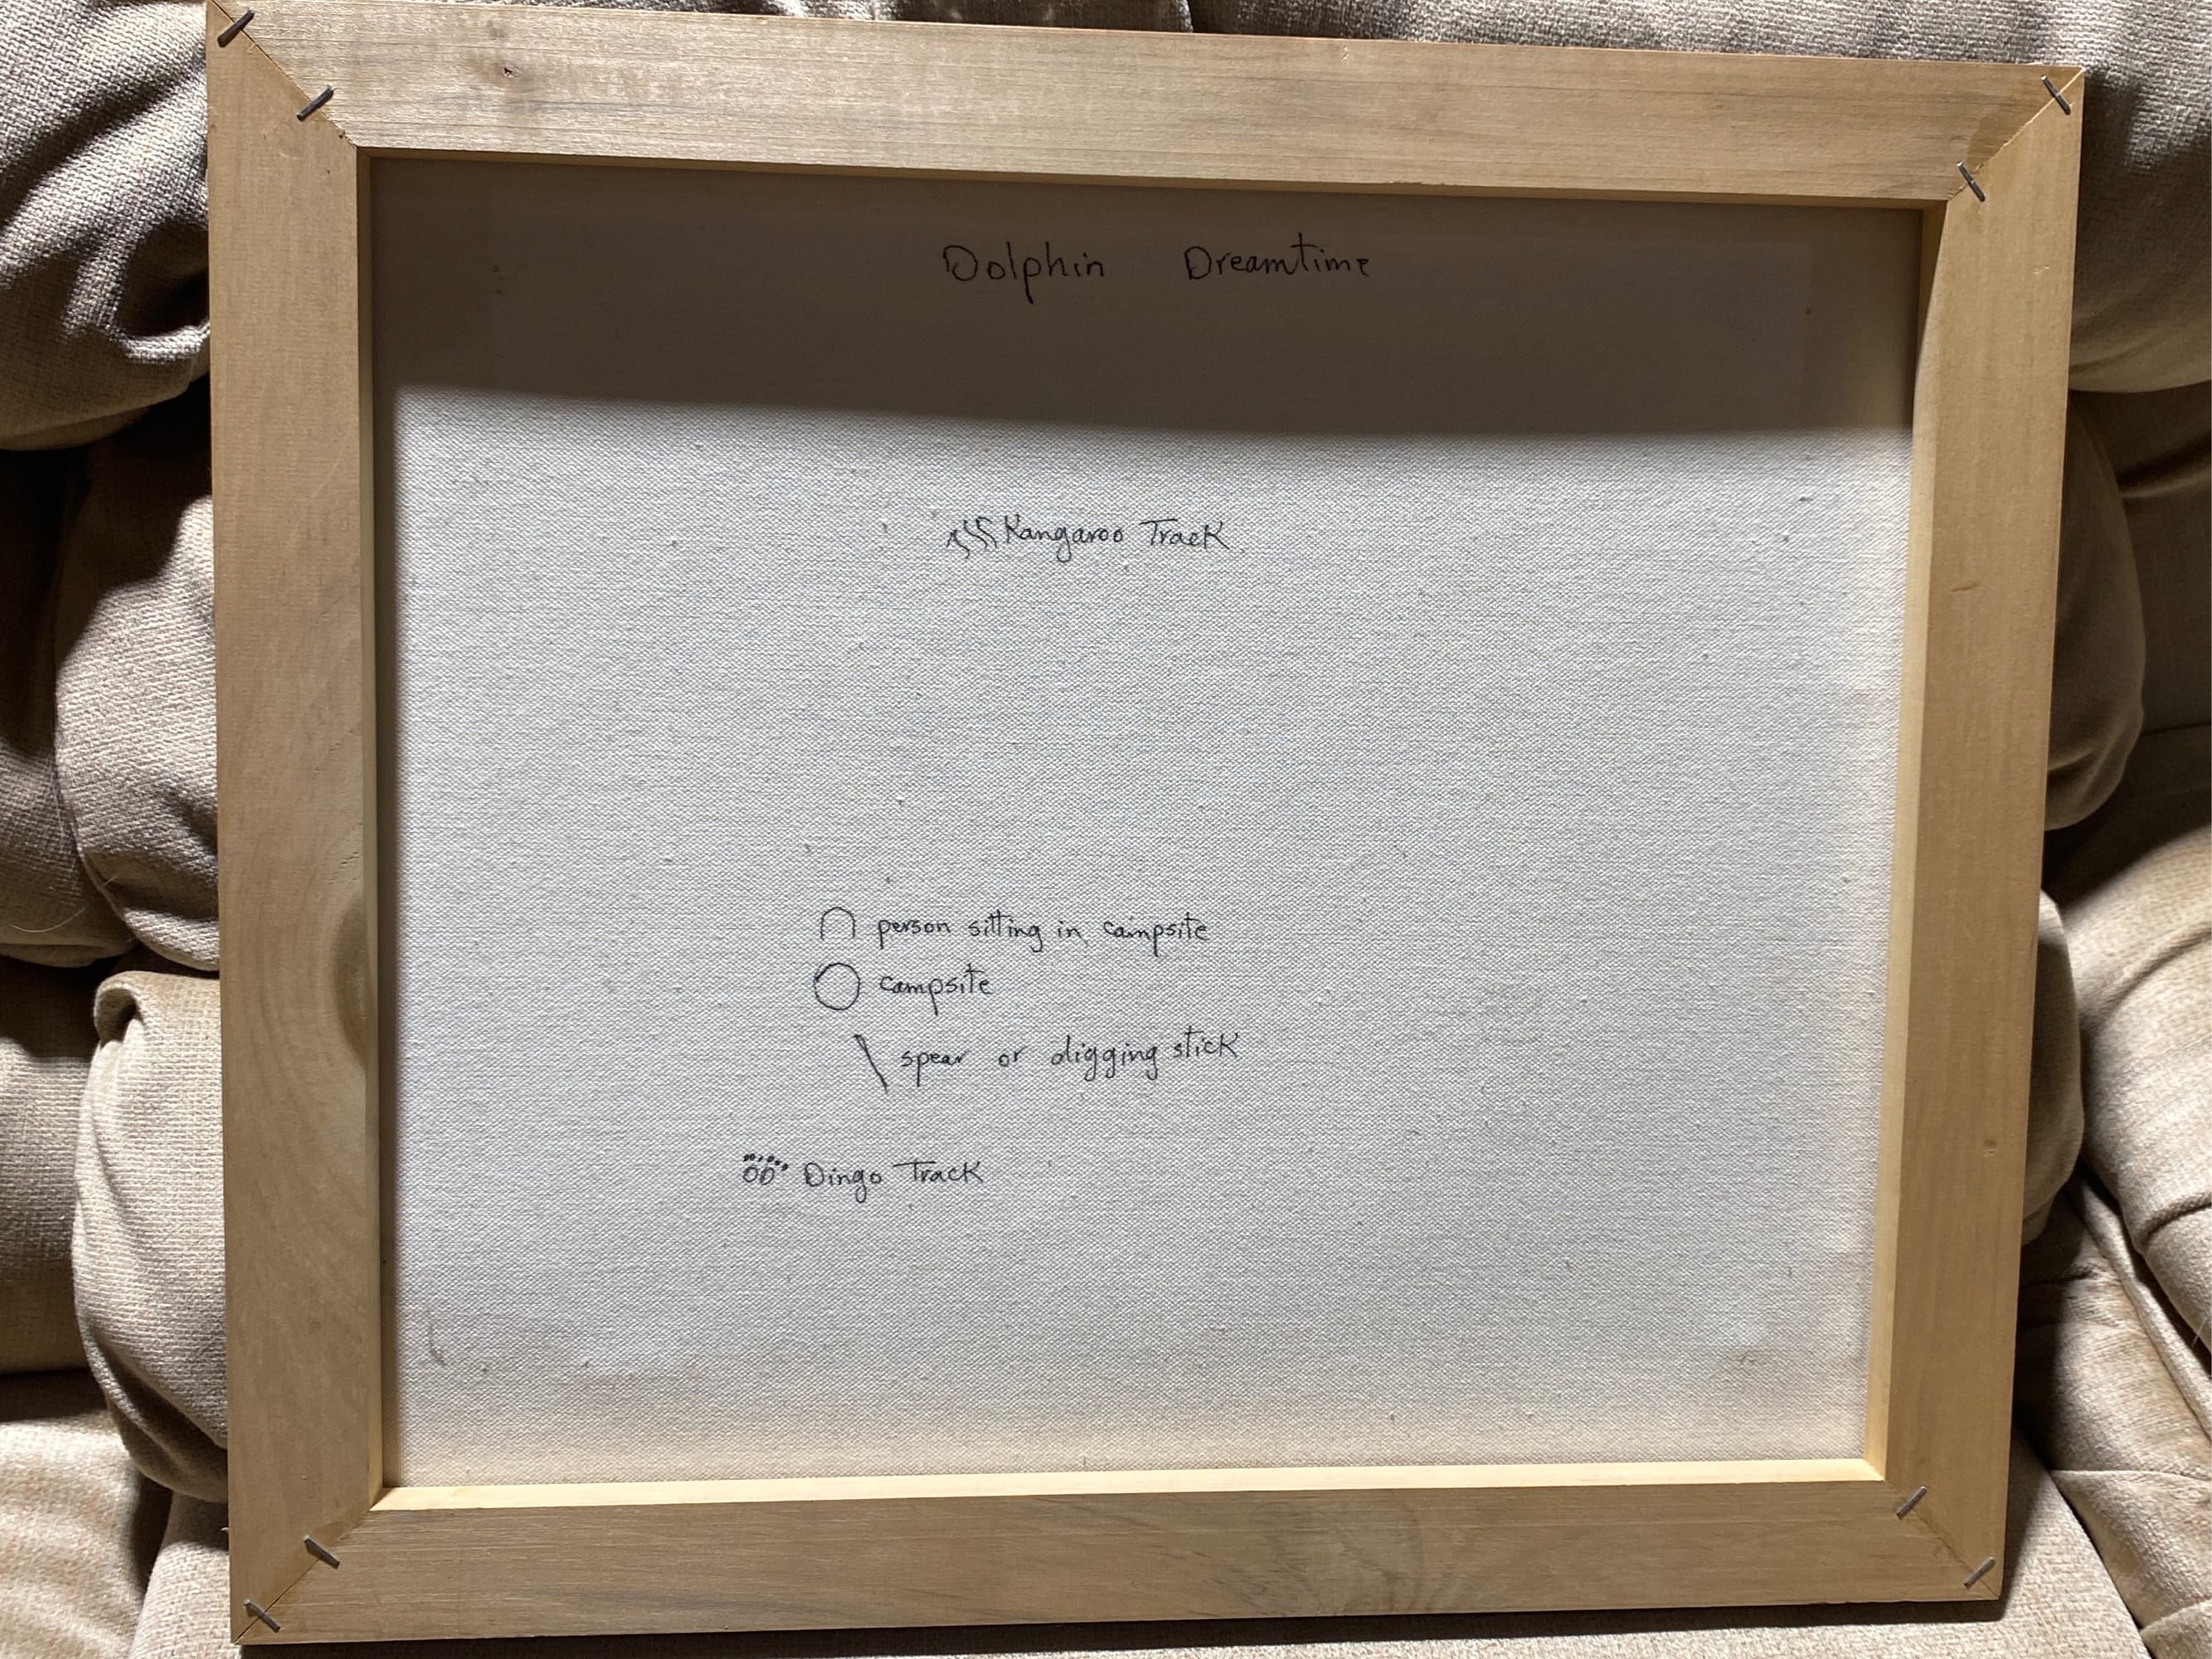 Dolphin Dreamtime
Kangaroo Track
person sitting in campsite
campsite
spear or digging stick
Dingo Track